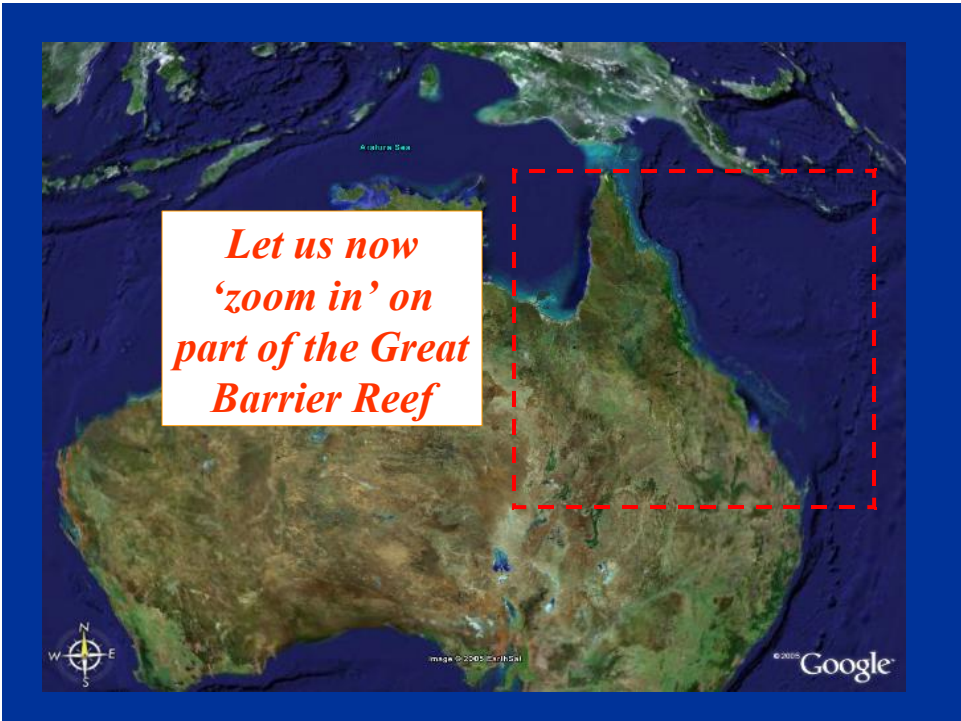 Arafura Sea
Let us now
‘zoom in’ on
part of the Great
Barrier Reef
N
W
E
S
Image © 2005 EarthSat
© 2005 Google